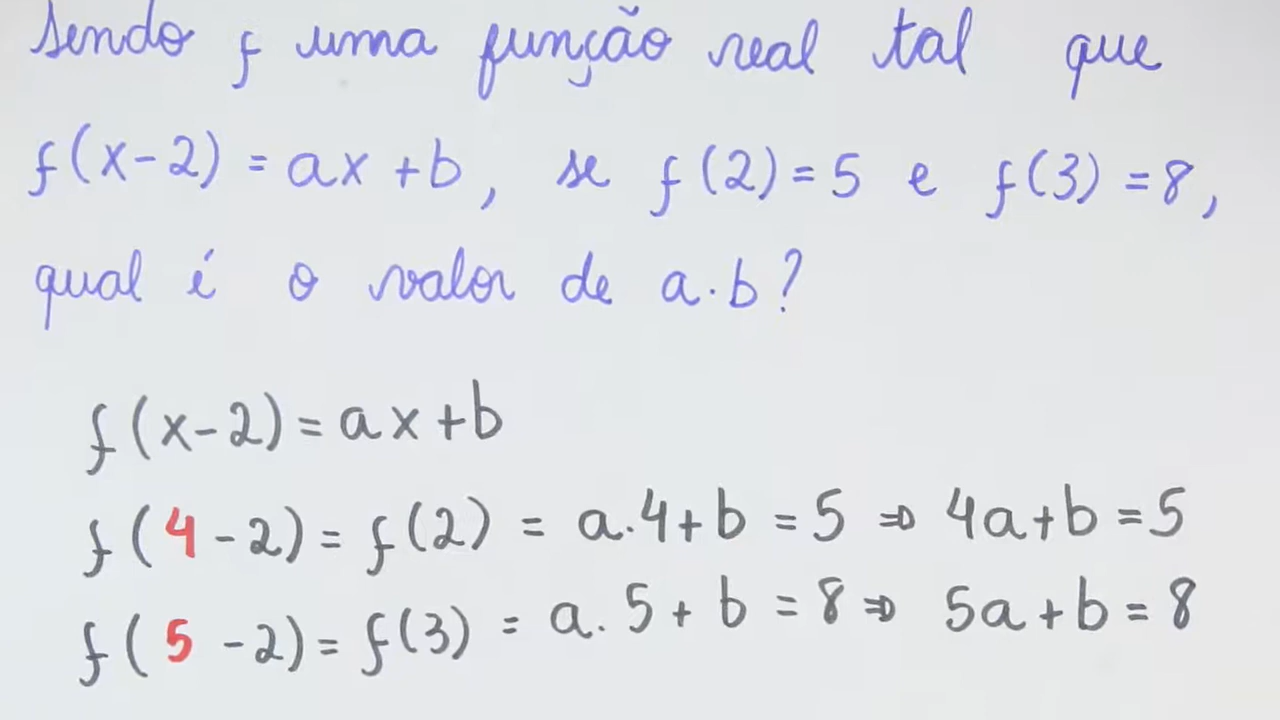 sendo f uma função real tal que
f(x-2) = ax + b, se f(2) = 5 e f(3) = 8,
qual é o valor de a.b?
f(x-2) = ax+b
f(4-2) = f(2) = a.4+b = 5 ⇒ 4a+b=5
f(5-2) = f(3) = a.5+b = 8 ⇒ 5a+b=8